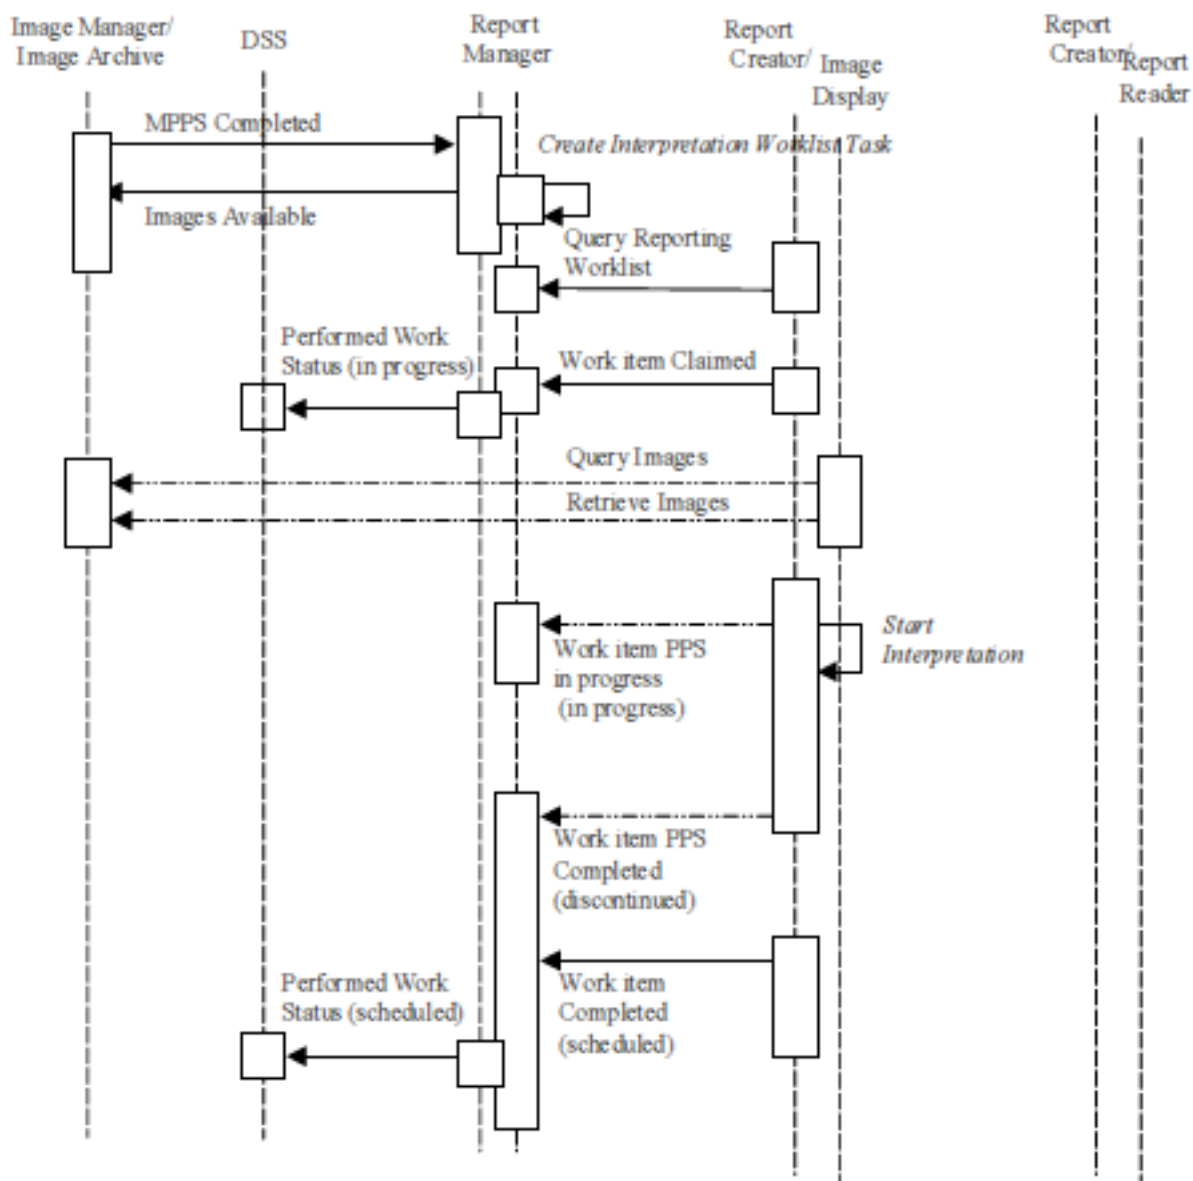 Image Manager/
Image Archive
DSS
Report
Manager
Report
Creator/
Image
Display
Report
Creator/
Report
Reader
MPPS Completed
Create Interpretation Worklist Task
Images Available
Query Reporting
Worklist
Performed Work
Status (in progress)
Work item Claimed
Query Images
Retrieve Images
Start
Interpretation
Work item PPS
in progress
(in progress)
Work item PPS
Completed
(discontinued)
Performed Work
Status (scheduled)
Work item
Completed
(scheduled)